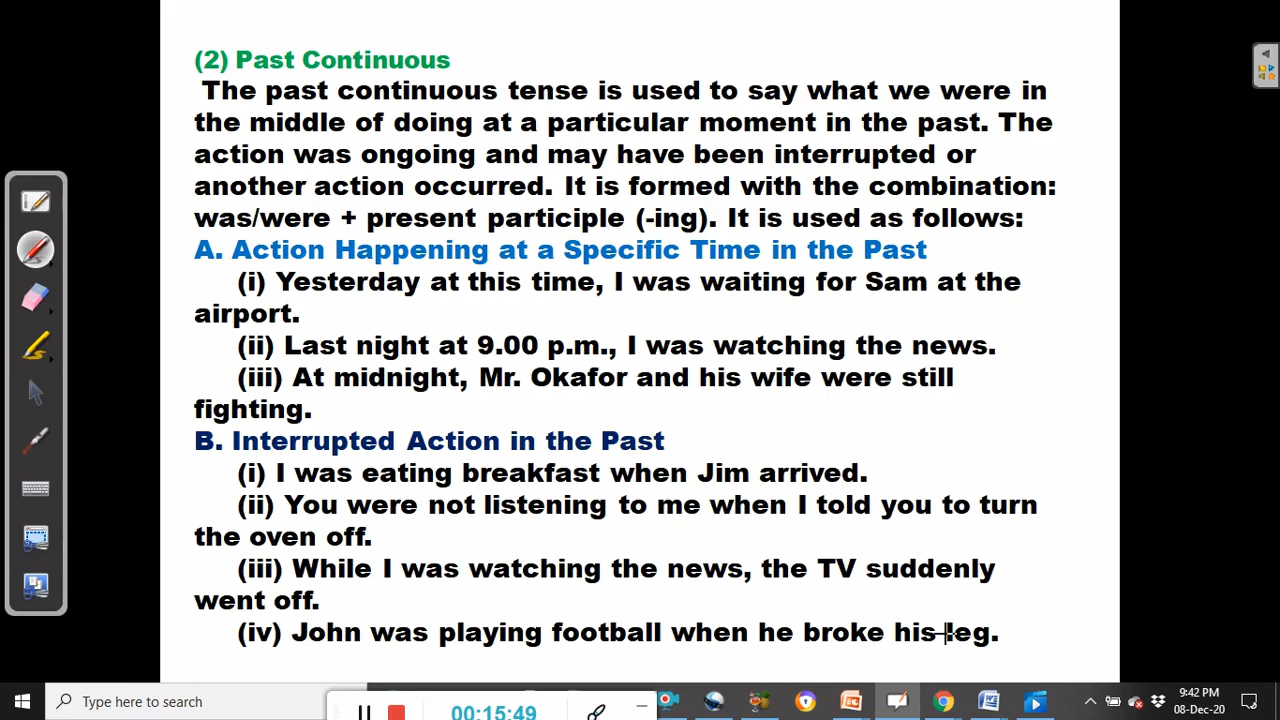 (2) Past Continuous
The past continuous tense is used to say what we were in
the middle of doing at a particular moment in the past. The
action was ongoing and may have been interrupted or
another action occurred. It is formed with the combination:
was/were + present participle (-ing). It is used as follows:
A. Action Happening at a Specific Time in the Past
(i) Yesterday at this time, I was waiting for Sam at the
airport.
(ii) Last night at 9.00 p.m., I was watching the news.
(iii) At midnight, Mr. Okafor and his wife were still
fighting.
B. Interrupted Action in the Past
(i) I was eating breakfast when Jim arrived.
(ii) You were not listening to me when I told you to turn
the oven off.
(iii) While I was watching the news, the TV suddenly
went off.
(iv) John was playing football when he broke his leg.
Type here to search
00:15:49
9:42 PM
08-Dec-20